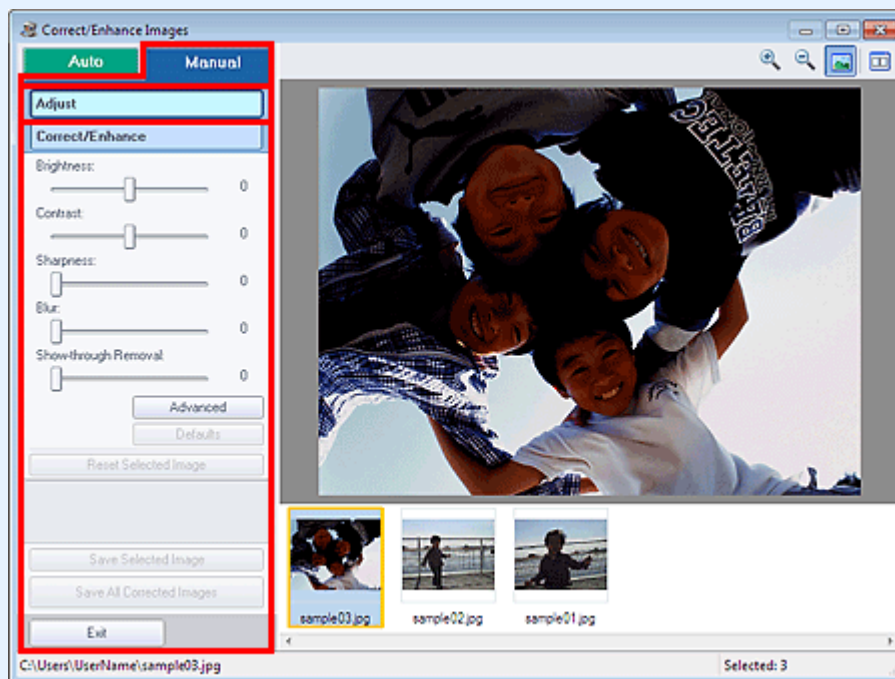 Correct/Enhance Images
Auto
Manual
Adjust
Correct/Enhance
Brightness:
0
Contrast:
0
Sharpness:
0
Blur:
0
Show-through Removal:
0
Advanced
Defaults
Reset Selected Image
Save Selected Image
Save All Corrected Images
Exit
sample03.jpg
sample02.jpg
sample01.jpg
C:\Users\UserName\sample03.jpg
Selected: 3